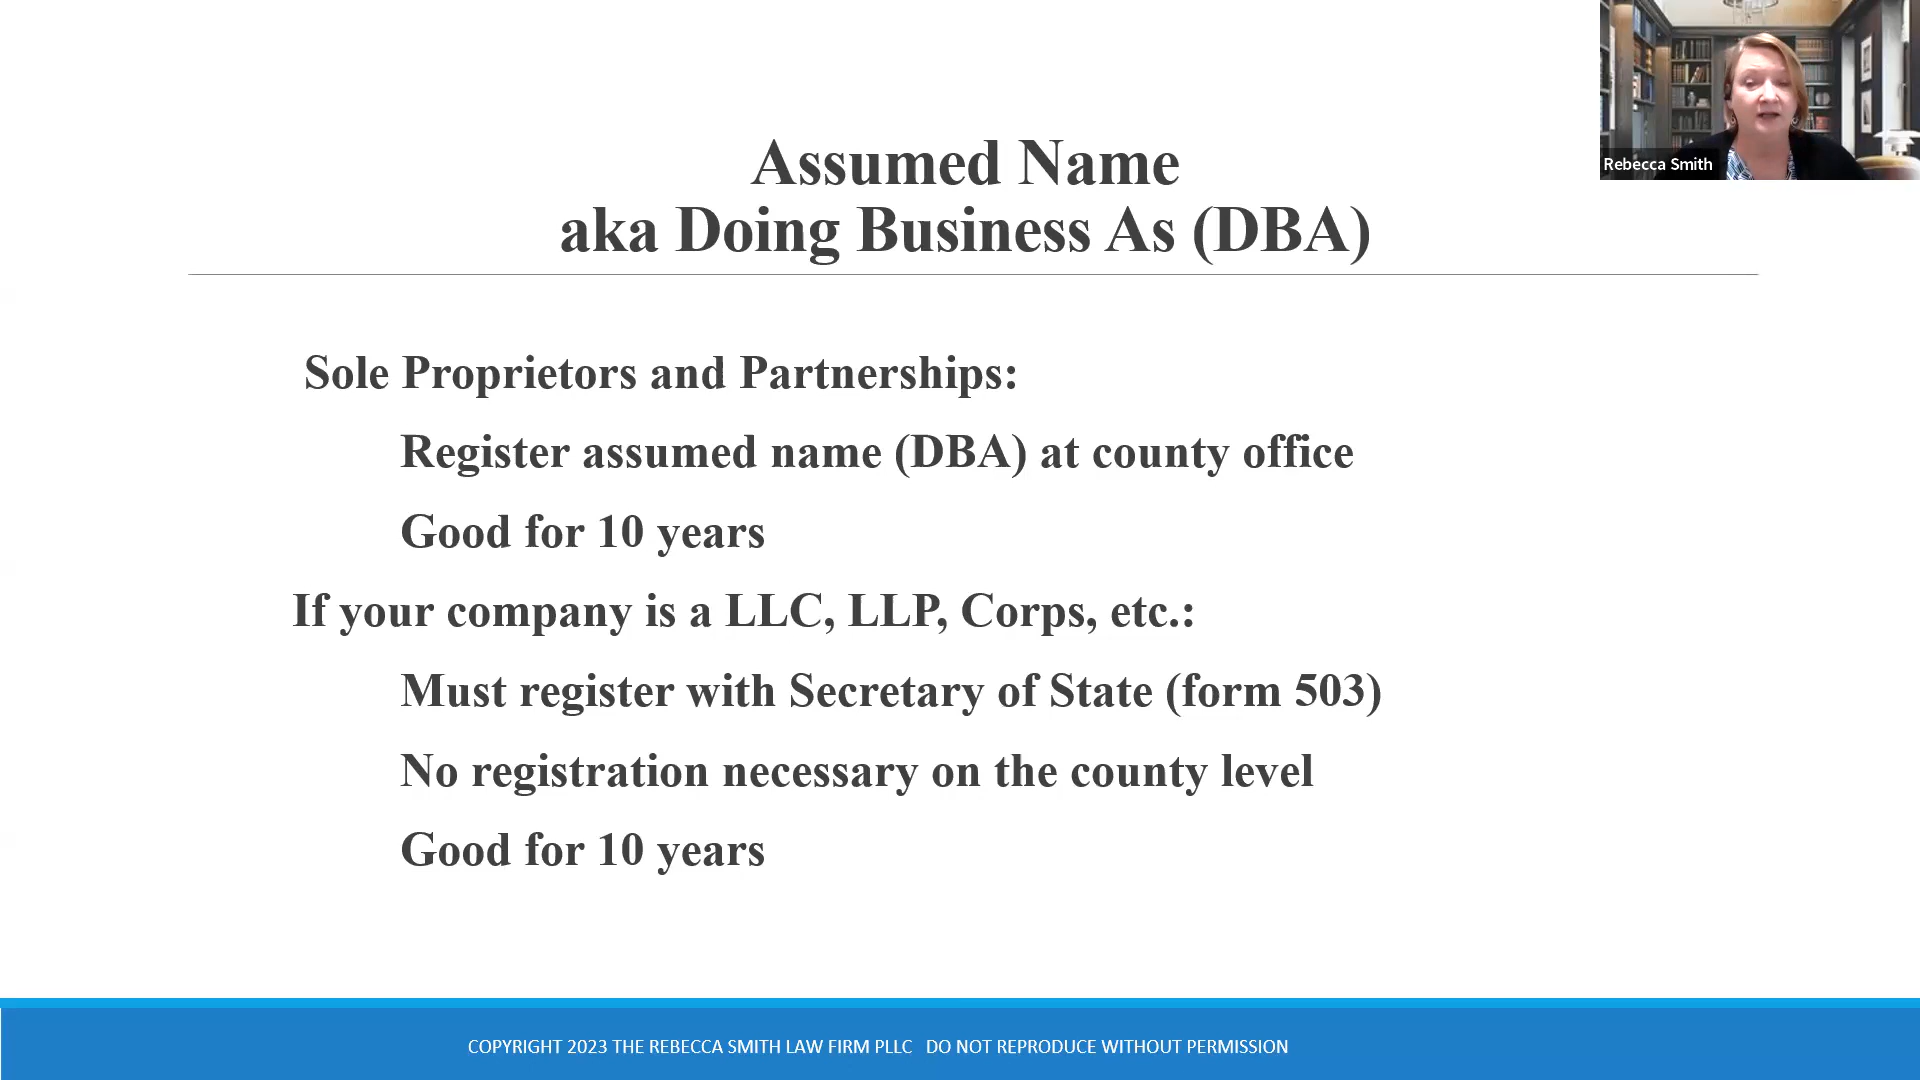 Rebecca Smith
Assumed Name
aka Doing Business As (DBA)
Sole Proprietors and Partnerships:
Register assumed name (DBA) at county office
Good for 10 years
If your company is a LLC, LLP, Corps, etc.:
Must register with Secretary of State (form 503)
No registration necessary on the county level
Good for 10 years
COPYRIGHT 2023 THE REBECCA SMITH LAW FIRM PLLC   DO NOT REPRODUCE WITHOUT PERMISSION